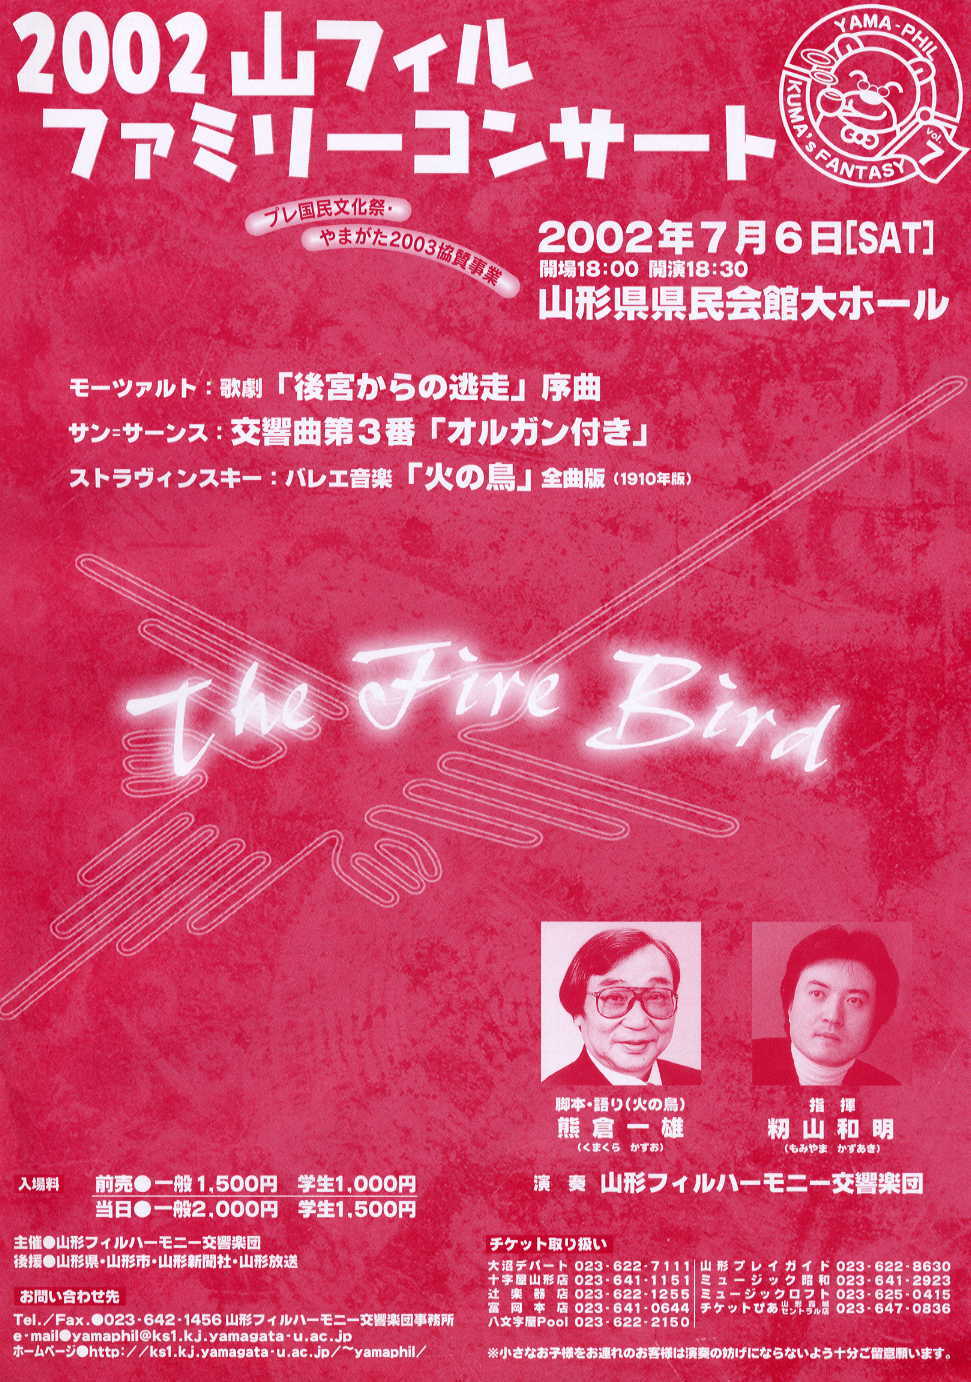 2002 山フィル
ファミリーコンサート
YAMA-PHIL
KUMA's FANTASY
vol. 7
プレ国民文化祭・
やまがた2003協賛事業
2002年7月6日[SAT]
開場18:00 開演18:30
山形県県民会館大ホール
モーツァルト：歌劇「後宮からの逃走」序曲
サン=サーンス：交響曲第3番「オルガン付き」
ストラヴィンスキー：バレエ音楽「火の鳥」全曲版（1910年版）
The Fire Bird
脚本・語り（火の鳥）
熊倉一雄
（くまくら かずお）
指揮
籾山和明
（もみやま かずあき）
演奏 山形フィルハーモニー交響楽団
入場料 前売●一般1,500円 学生1,000円
当日●一般2,000円 学生1,500円
主催●山形フィルハーモニー交響楽団
後援●山形県・山形市・山形新聞社・山形放送
お問い合わせ先
Tel.／Fax.●023-642-1456 山形フィルハーモニー交響楽団事務所
e-mail●yamaphil@ks1.kj.yamagata-u.ac.jp
ホームページ●http://ks1.kj.yamagata-u.ac.jp/~yamaphil/
チケット取り扱い
大沼デパート 023-622-7111
十字屋山形店 023-641-1151
辻楽器店 023-622-1255
富岡本店 023-641-0644
八文字屋Pool 023-622-2150
山形プレイガイド 023-622-8630
ミュージック昭和 023-641-2923
ミュージックロフト 023-625-0415
チケットぴあ 山形駅ビルセントラル店 023-647-0836
※小さなお子様をお連れのお客様は演奏の妨げにならないよう十分ご留意願います。